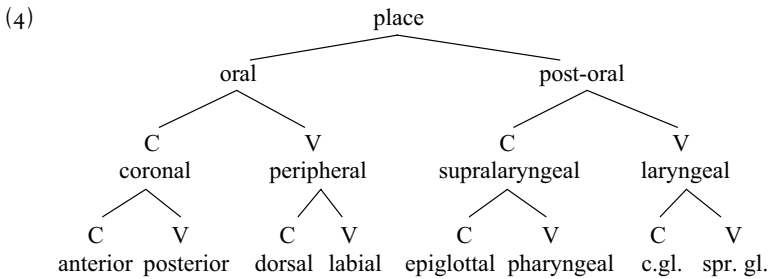 (4) place
oral post-oral
C V C V
coronal peripheral supralaryngeal laryngeal
C V C V C V C V
anterior posterior dorsal labial epiglottal pharyngeal c.gl. spr. gl.